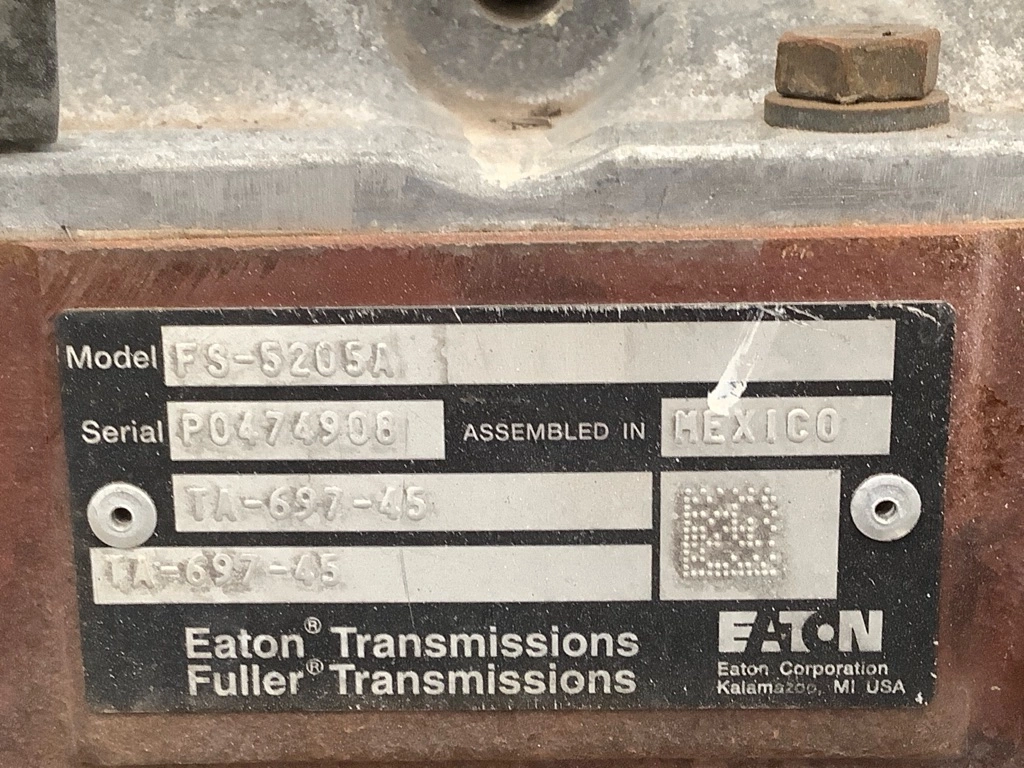 Model FS-5205A
Serial P0474908 ASSEMBLED IN MEXICO
TA-697-45
TA-697-45
Eaton® Transmissions
Fuller® Transmissions
EATON
Eaton Corporation
Kalamazoo, MI USA